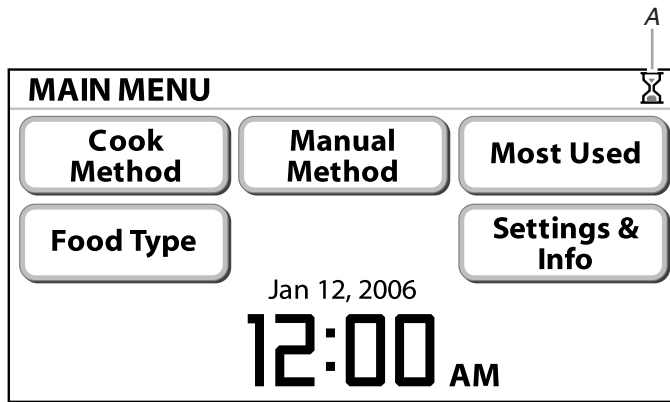 A
MAIN MENU
Cook
Method
Manual
Method
Most Used
Food Type
Settings &
Info
Jan 12, 2006
12:00 AM